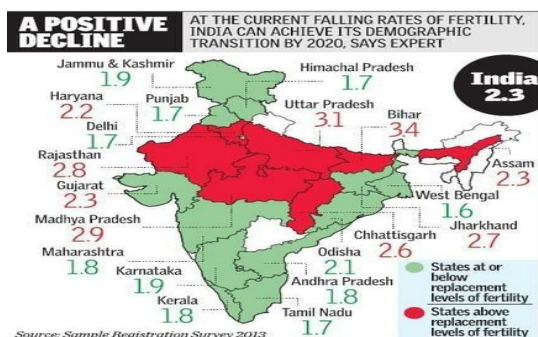 A POSITIVE
DECLINE
AT THE CURRENT FALLING RATES OF FERTILITY,
INDIA CAN ACHIEVE ITS DEMOGRAPHIC
TRANSITION BY 2020, SAYS EXPERT
Jammu & Kashmir
1.9
Himachal Pradesh
1.7
India
2.3
Haryana
2.2
Punjab
1.7
Uttar Pradesh
3.1
Bihar
3.4
Delhi
1.7
Rajasthan
2.8
Assam
2.3
Gujarat
2.3
West Bengal
1.6
Madhya Pradesh
2.9
Jharkhand
2.7
Chhattisgarh
2.6
Maharashtra
1.8
Odisha
2.1
Karnataka
1.9
Andhra Pradesh
1.8
Kerala
1.8
Tamil Nadu
1.7
States at or
below
replacement
levels of fertility
States above
replacement
levels of fertility
Source: Sample Registration Survey 2013